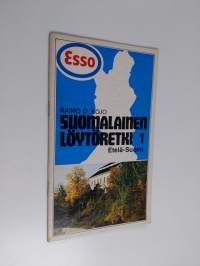 Esso
RAIMO O. KOJO
SUOMALAINEN
LÖYTÖRETKI 1
Etelä-Suomi